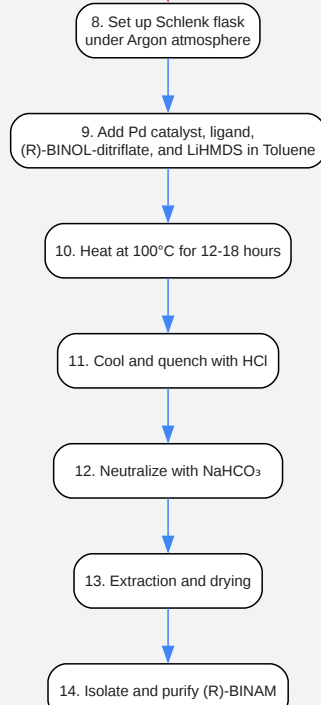 8. Set up Schlenk flask
under Argon atmosphere
9. Add Pd catalyst, ligand,
(R)-BINOL-ditriflate, and LiHMDS in Toluene
10. Heat at 100°C for 12-18 hours
11. Cool and quench with HCl
12. Neutralize with NaHCO₃
13. Extraction and drying
14. Isolate and purify (R)-BINAM